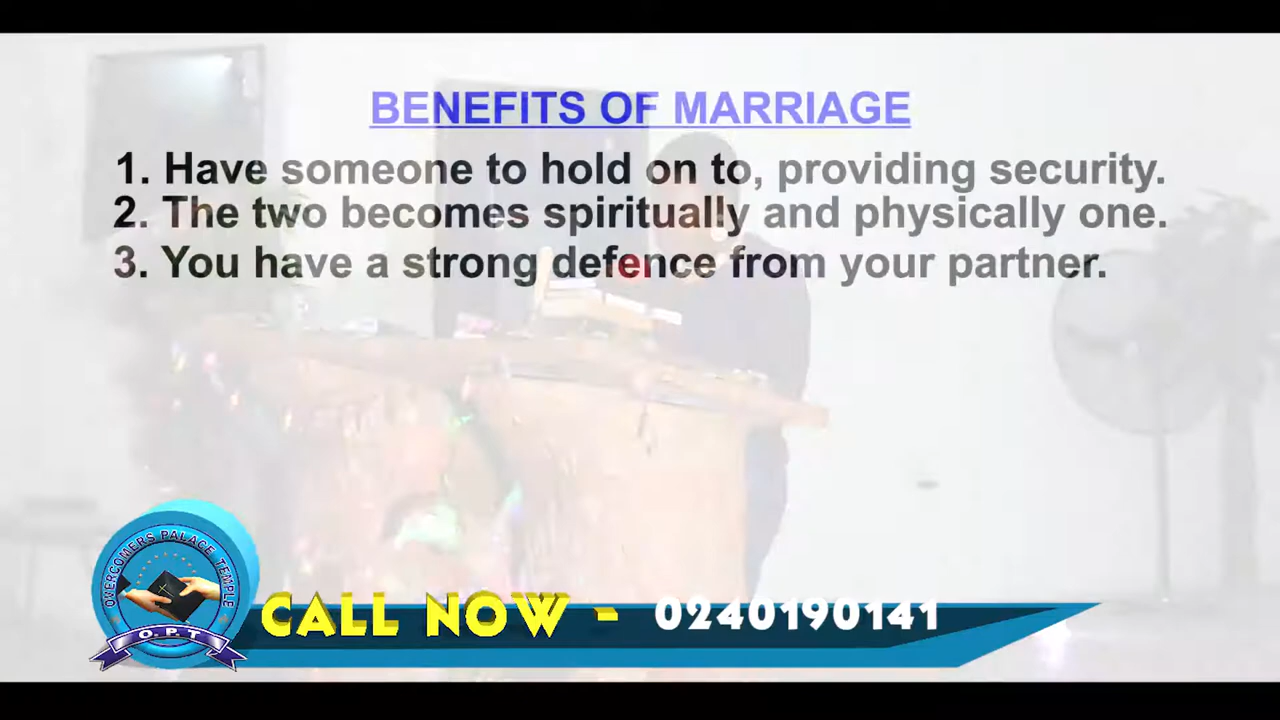 BENEFITS OF MARRIAGE
1. Have someone to hold on to, providing security.
2. The two becomes spiritually and physically one.
3. You have a strong defence from your partner.
OVERCOMERS PALACE TEMPLE
O.P.T
CALL NOW - 0240190141